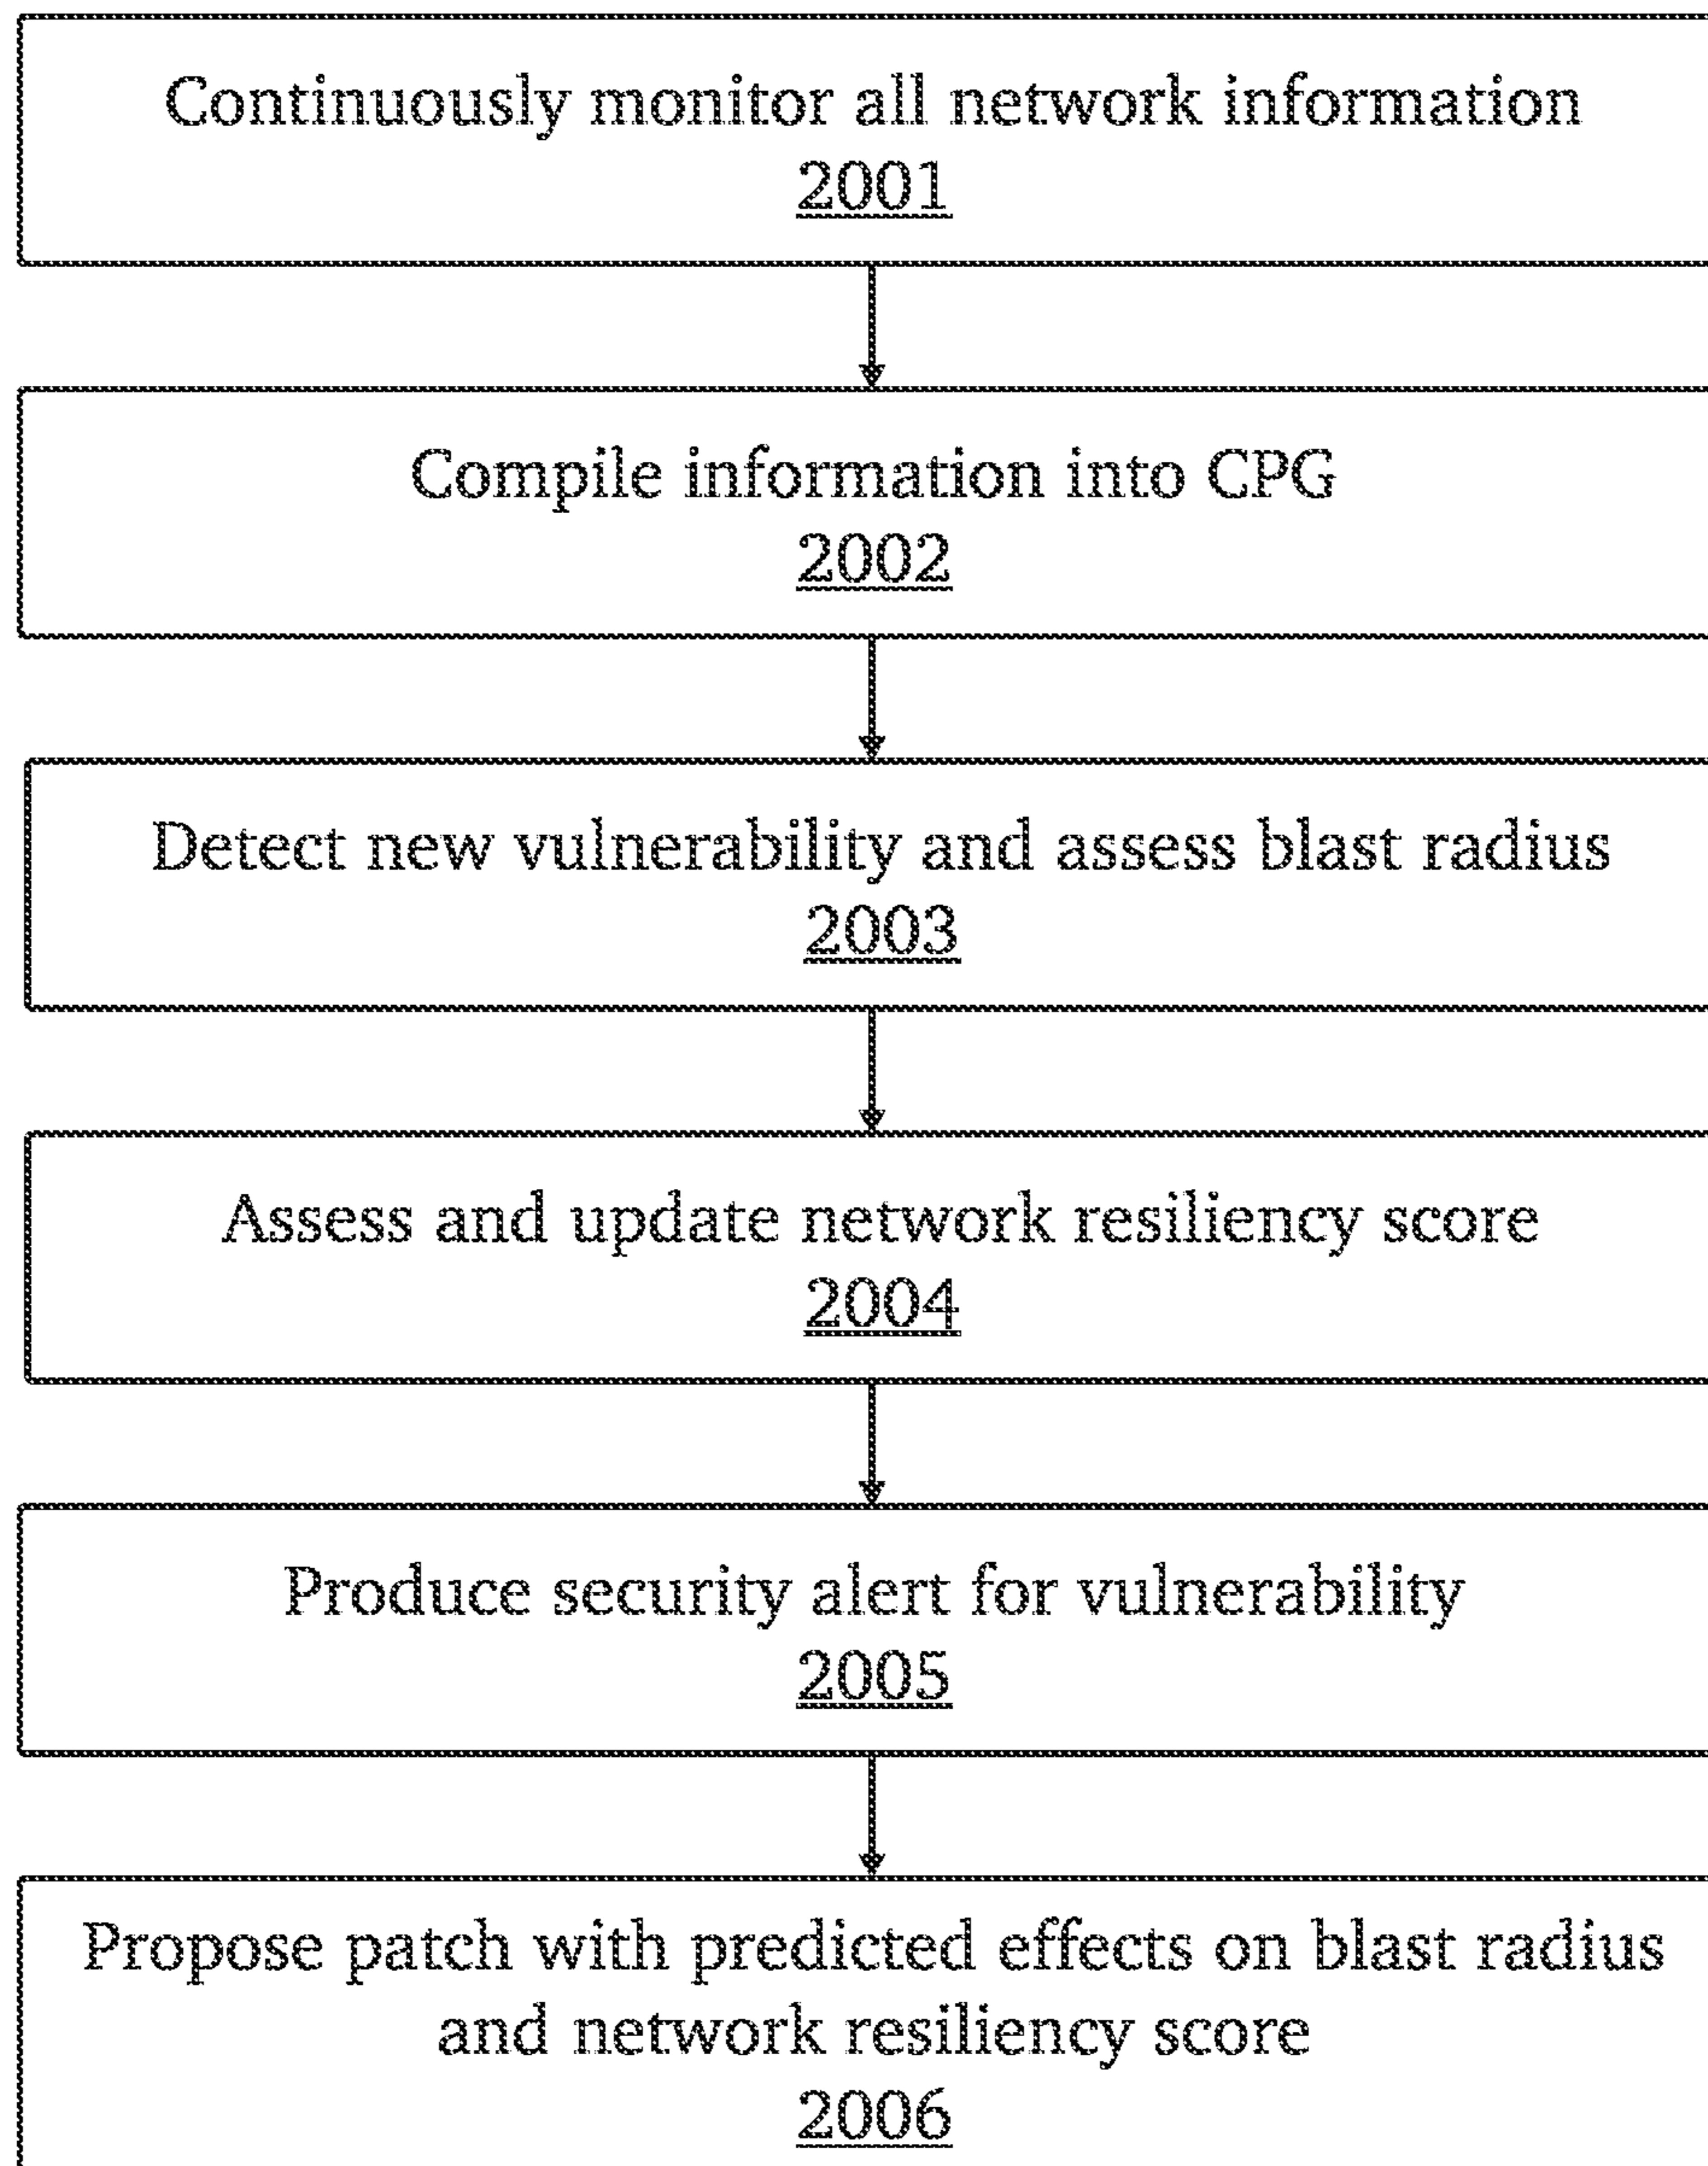 Continuously monitor all network information
2001
Compile information into CPG
2002
Detect new vulnerability and assess blast radius
2003
Assess and update network resiliency score
2004
Produce security alert for vulnerability
2005
Propose patch with predicted effects on blast radius
and network resiliency score
2006